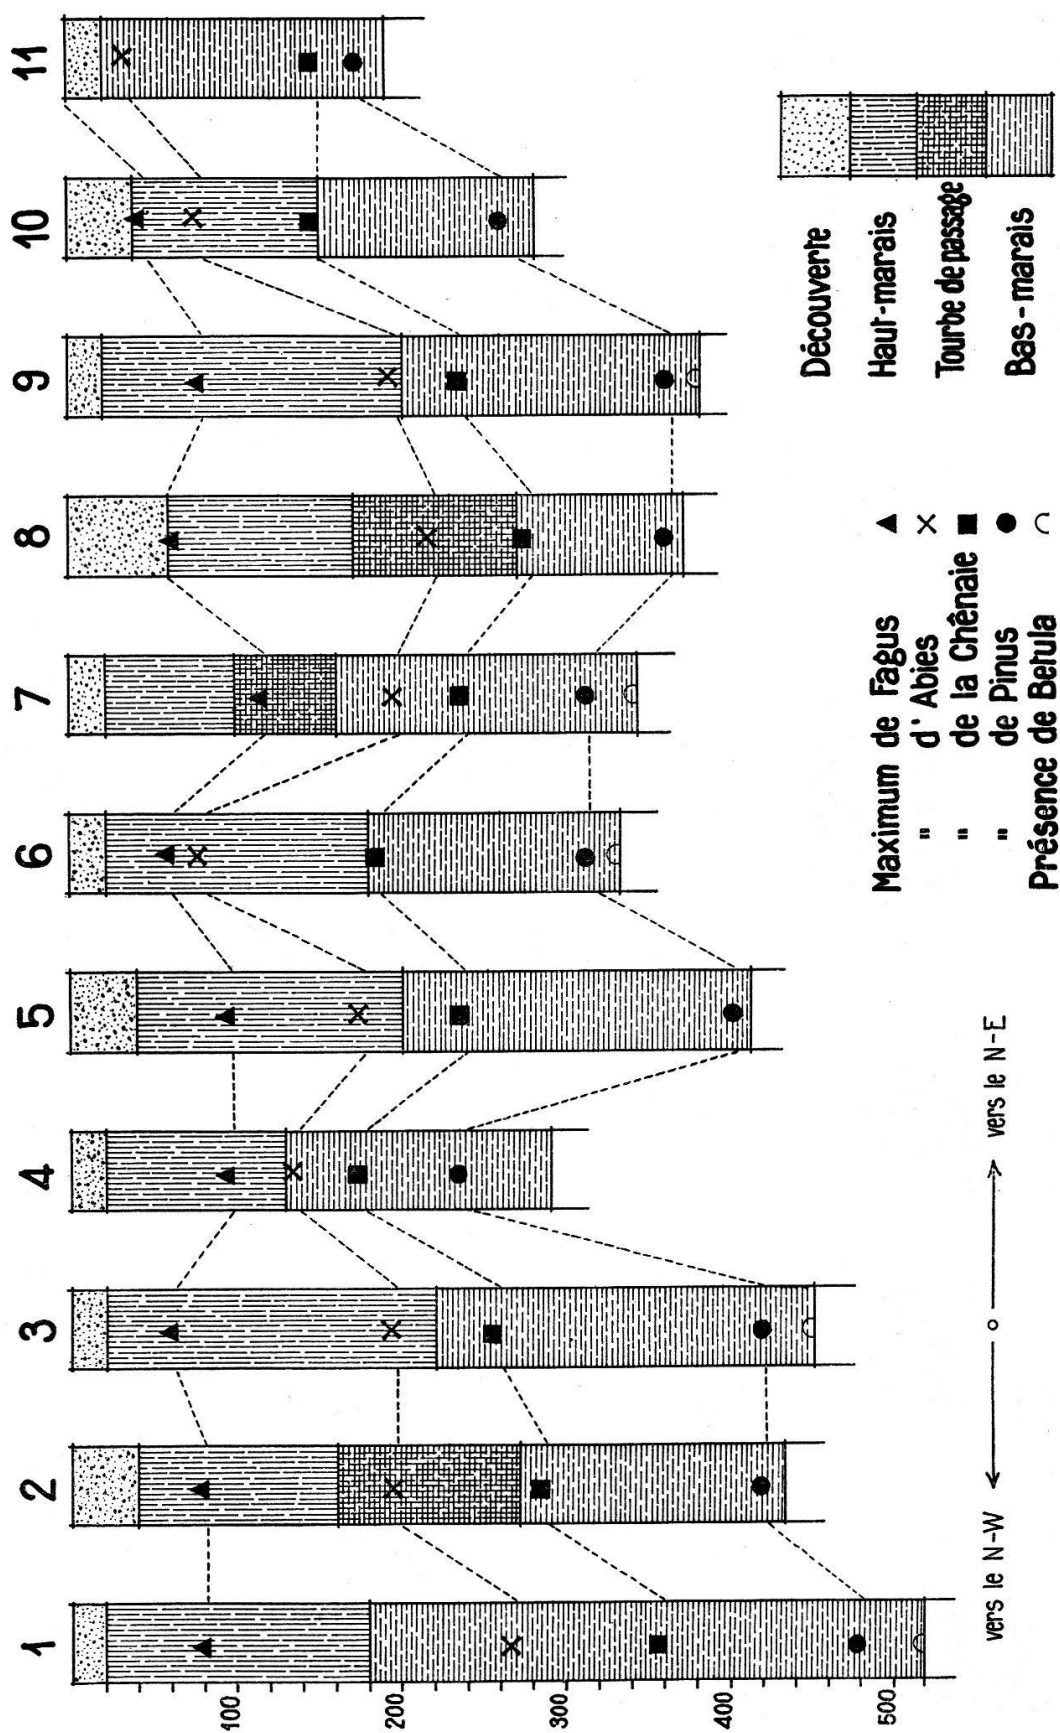 1 2 3 4 5 6 7 8 9 10 11
100
200
300
400
500
vers le N-W vers le N-E
Maximum de Fagus
" d'Abies
" de la Chênaie
" de Pinus
Présence de Betula
Découverte
Haut-marais
Tourbe de passage
Bas-marais